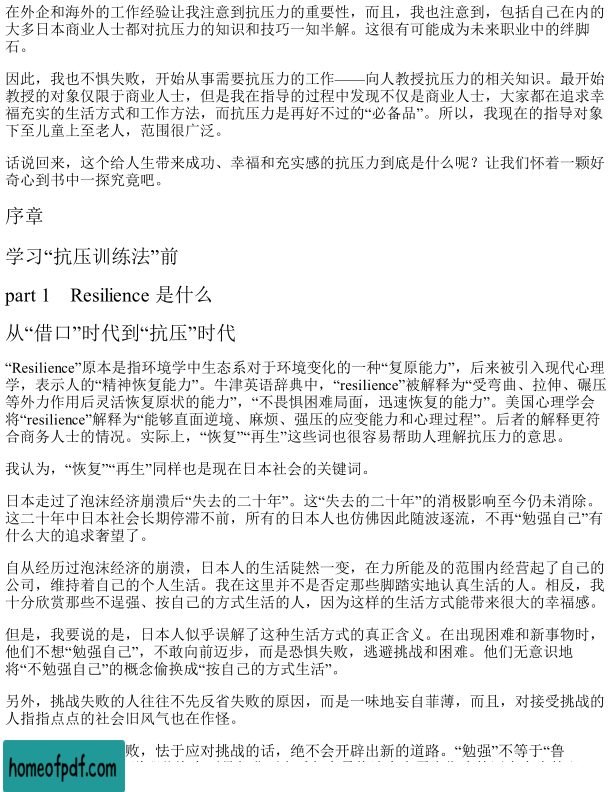 在外企和海外的工作经验让我注意到抗压力的重要性，而且，我也注意到，包括自己在内的
大多日本商业人士都对抗压力的知识和技巧一知半解。这很有可能成为未来职业中的绊脚
石。
因此，我也不惧失败，开始从事需要抗压力的工作——向人教授抗压力的相关知识。最开始
教授的对象仅限于商业人士，但是我在指导的过程中发现不仅是商业人士，大家都在追求幸
福充实的生活方式和工作方法，而抗压力是再好不过的“必备品”。所以，我现在的指导对象
下至儿童上至老人，范围很广泛。
话说回来，这个给人生带来成功、幸福和充实感的抗压力到底是什么呢？让我们怀着一颗好
奇心到书中一探究竟吧。
序章
学习“抗压训练法”前
part 1　Resilience 是什么
从“借口”时代到“抗压”时代
“Resilience”原本是指环境学中生态系对于环境变化的一种“复原能力”，后来被引入现代心理
学，表示人的“精神恢复能力”。牛津英语辞典中，“resilience”被解释为“受弯曲、拉伸、碾压
等外力作用后灵活恢复原状的能力”，“不畏惧困难局面，迅速恢复的能力”。美国心理学会
将“resilience”解释为“能够直面逆境、麻烦、强压的应变能力和心理过程”。后者的解释更符
合商务人士的情况。实际上，“恢复”“再生”这些词也很容易帮助人理解抗压力的意思。
我认为，“恢复”“再生”同样也是现在日本社会的关键词。
日本走过了泡沫经济崩溃后“失去的二十年”。这“失去的二十年”的消极影响至今仍未消除。
这二十年中日本社会长期停滞不前，所有的日本人也仿佛因此随波逐流，不再“勉强自己”有
什么大的追求奢望了。
自从经历过泡沫经济的崩溃，日本人的生活陡然一变，在力所能及的范围内经营起了自己的
公司，维持着自己的个人生活。我在这里并不是否定那些脚踏实地认真生活的人。相反，我
十分欣赏那些不逞强、按自己的方式生活的人，因为这样的生活方式能带来很大的幸福感。
但是，我要说的是，日本人似乎误解了这种生活方式的真正含义。在出现困难和新事物时，
他们不想“勉强自己”，不敢向前迈步，而是恐惧失败，逃避挑战和困难。他们无意识地
将“不勉强自己”的概念偷换成“按自己的方式生活”。
另外，挑战失败的人往往不先反省失败的原因，而是一味地妄自菲薄，而且，对接受挑战的
人指指点点的社会旧风气也在作怪。
败，怯于应对挑战的话，绝不会开辟出新的道路。“勉强”不等于“鲁
homeofpdf.com